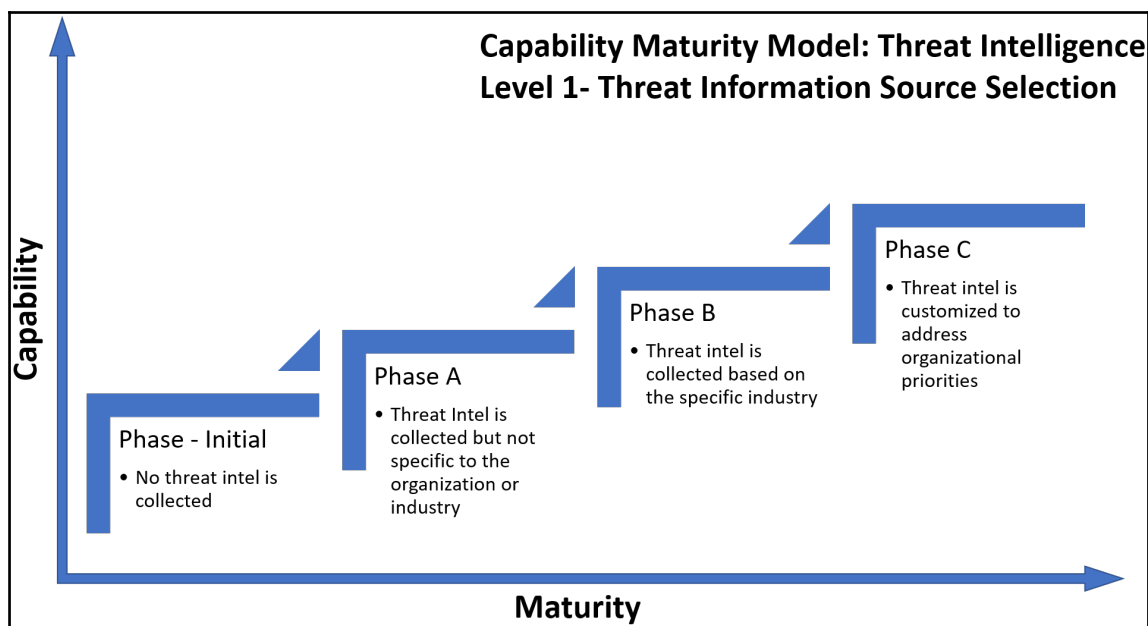 Capability Maturity Model: Threat Intelligence
Level 1- Threat Information Source Selection
Capability
Phase - Initial
• No threat intel is
collected
Phase A
• Threat Intel is
collected but not
specific to the
organization or
industry
Phase B
• Threat intel is
collected based on
the specific industry
Phase C
• Threat intel is
customized to
address
organizational
priorities
Maturity